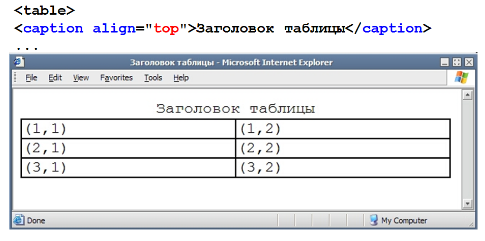 <table>
<caption align="top">Заголовок таблицы</caption>
...
Заголовок таблицы - Microsoft Internet Explorer
File Edit View Favorites Tools Help
Заголовок таблицы
(1,1) (1,2)
(2,1) (2,2)
(3,1) (3,2)
Done My Computer